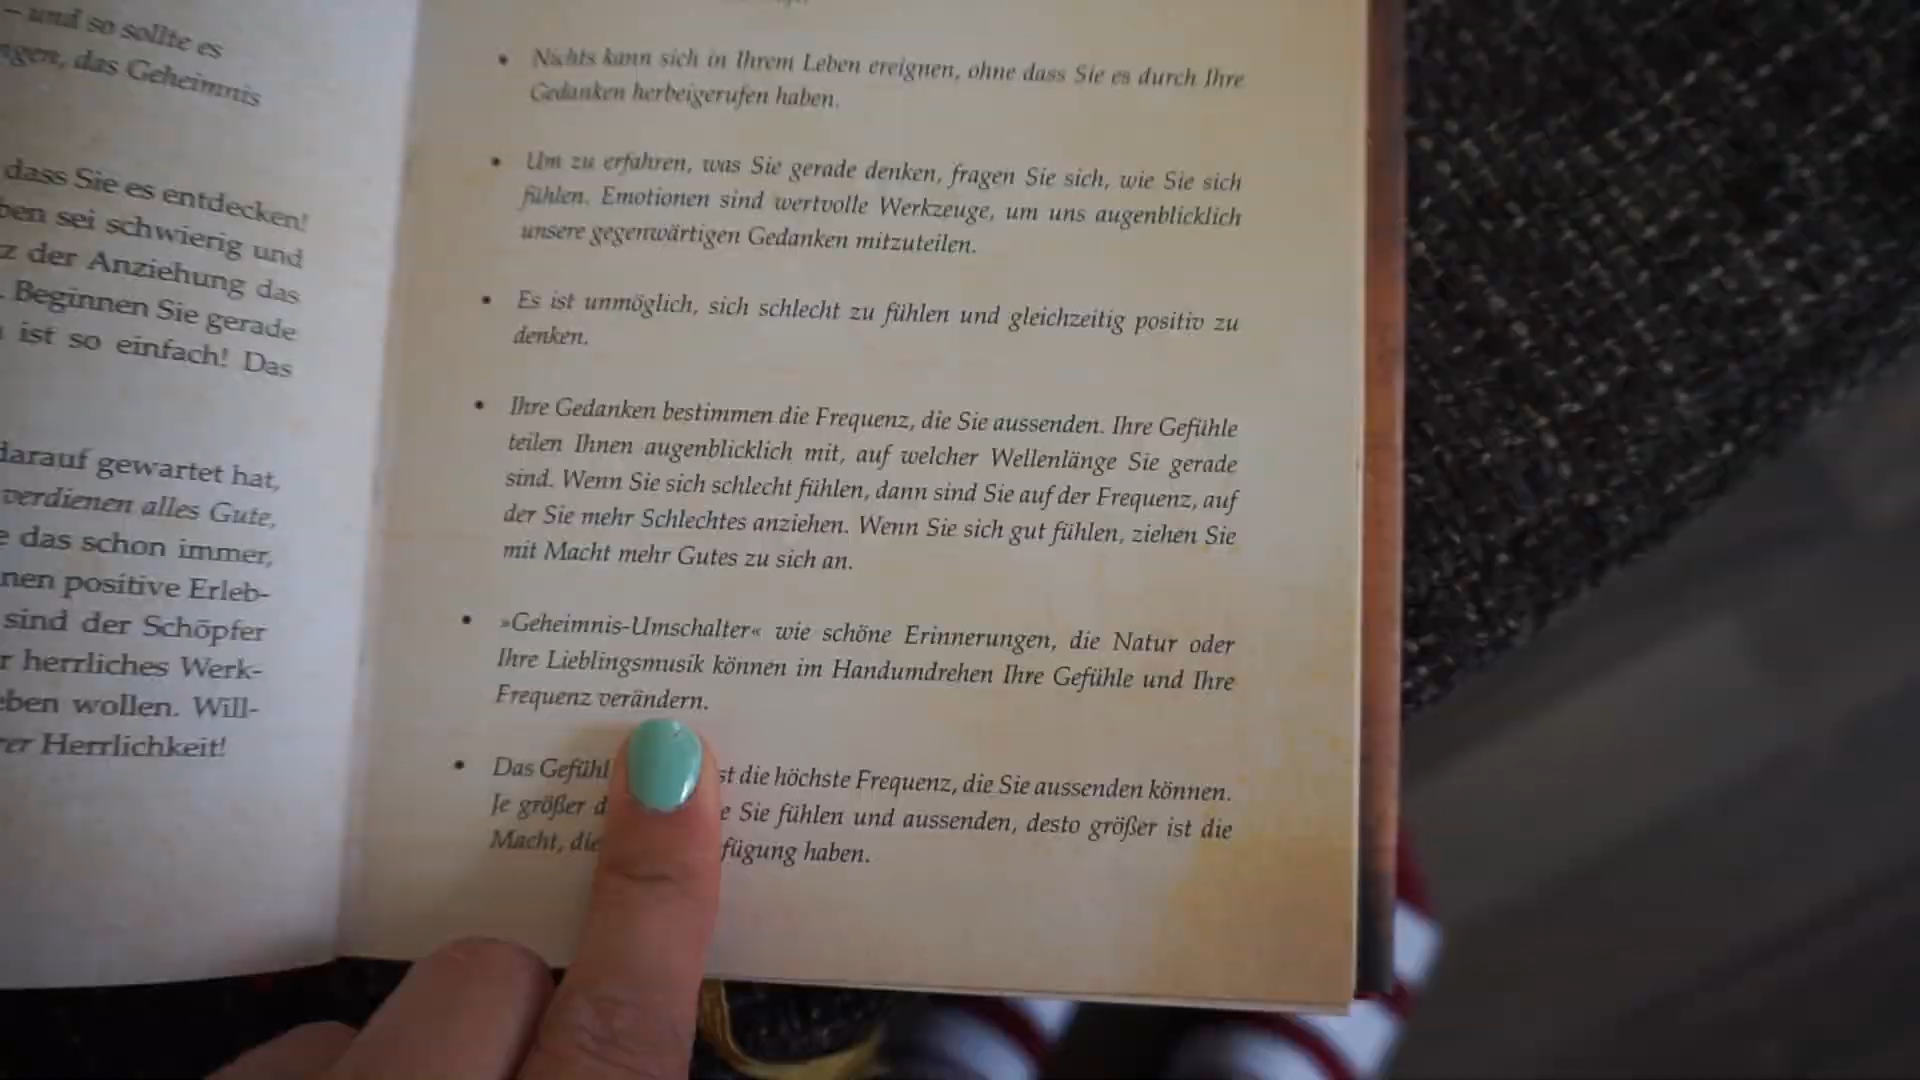 – und so sollte es
das Geheimnis
dass Sie es entdecken!
sei schwierig und
der Anziehung das
Beginnen Sie gerade
ist so einfach! Das
darauf gewartet hat,
verdienen alles Gute,
das schon immer,
positive Erleb-
sind der Schöpfer
herrliches Werk-
wollen. Will-
Herrlichkeit!
• Nichts kann sich in Ihrem Leben ereignen, ohne dass Sie es durch Ihre
Gedanken herbeigerufen haben.
• Um zu erfahren, was Sie gerade denken, fragen Sie sich, wie Sie sich
fühlen. Emotionen sind wertvolle Werkzeuge, um uns augenblicklich
unsere gegenwärtigen Gedanken mitzuteilen.
• Es ist unmöglich, sich schlecht zu fühlen und gleichzeitig positiv zu
denken.
• Ihre Gedanken bestimmen die Frequenz, die Sie aussenden. Ihre Gefühle
teilen Ihnen augenblicklich mit, auf welcher Wellenlänge Sie gerade
sind. Wenn Sie sich schlecht fühlen, dann sind Sie auf der Frequenz, auf
der Sie mehr Schlechtes anziehen. Wenn Sie sich gut fühlen, ziehen Sie
mit Macht mehr Gutes zu sich an.
• »Geheimnis-Umschalter« wie schöne Erinnerungen, die Natur oder
Ihre Lieblingsmusik können im Handumdrehen Ihre Gefühle und Ihre
Frequenz verändern.
• Das Gefühl die höchste Frequenz, die Sie aussenden können.
Je größer Sie fühlen und aussenden, desto größer ist die
Macht, die haben.